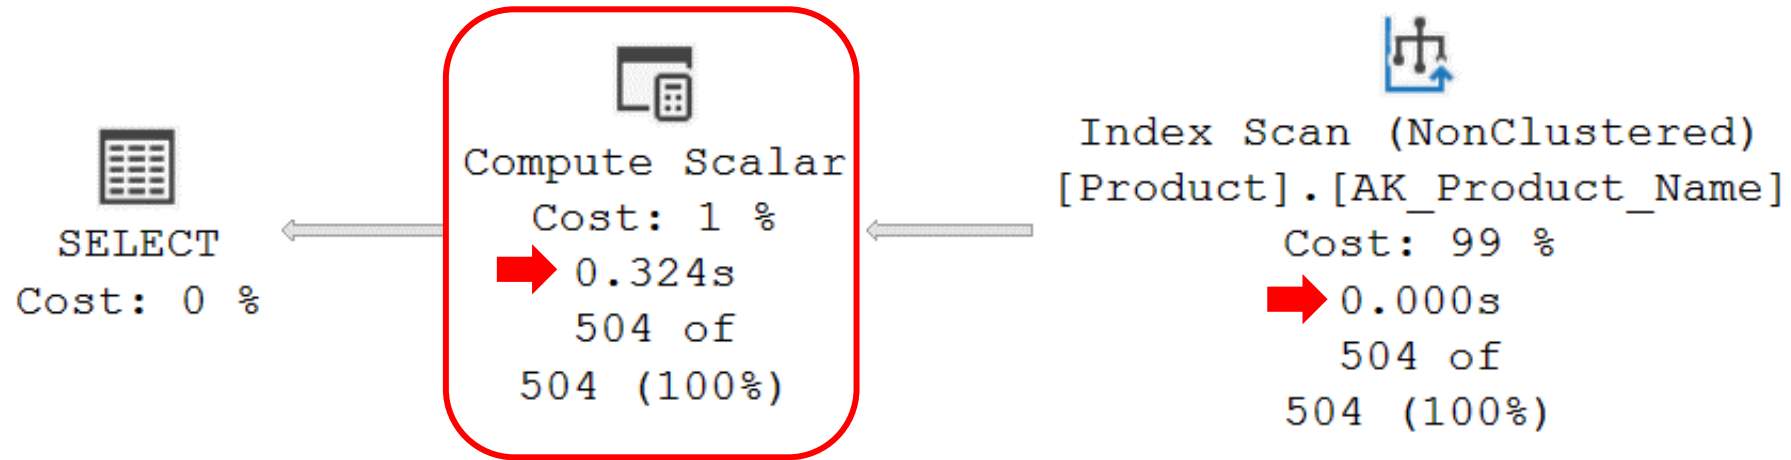 SELECT
Cost: 0 %
Compute Scalar
Cost: 1 %
0.324s
504 of
504 (100%)
Index Scan (NonClustered)
[Product].[AK_Product_Name]
Cost: 99 %
0.000s
504 of
504 (100%)